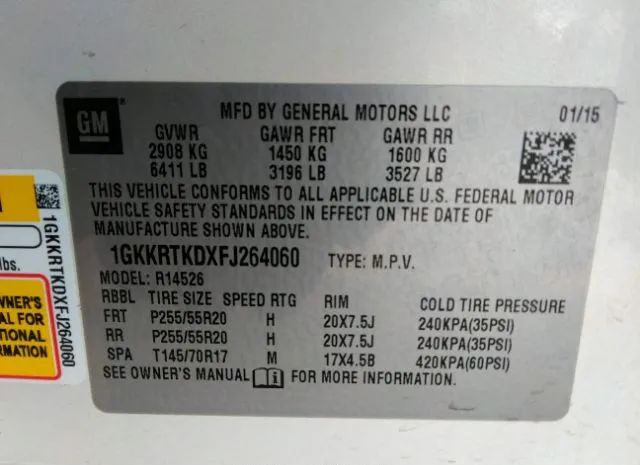 GM
MFD BY GENERAL MOTORS LLC 01/15
GVWR GAWR FRT GAWR RR
2908 KG 1450 KG 1600 KG
6411 LB 3196 LB 3527 LB
THIS VEHICLE CONFORMS TO ALL APPLICABLE U.S. FEDERAL MOTOR
VEHICLE SAFETY STANDARDS IN EFFECT ON THE DATE OF
MANUFACTURE SHOWN ABOVE.
1GKKRTKDXFJ264060 TYPE: M.P.V.
MODEL: R14526
RBBL TIRE SIZE SPEED RTG RIM COLD TIRE PRESSURE
FRT P255/55R20 H 20X7.5J 240KPA(35PSI)
RR P255/55R20 H 20X7.5J 240KPA(35PSI)
SPA T145/70R17 M 17X4.5B 420KPA(60PSI)
SEE OWNER'S MANUAL FOR MORE INFORMATION.
1GKKRTKDXFJ264060
lbs.
WNER'S
AL FOR
TIONAL
RMATION